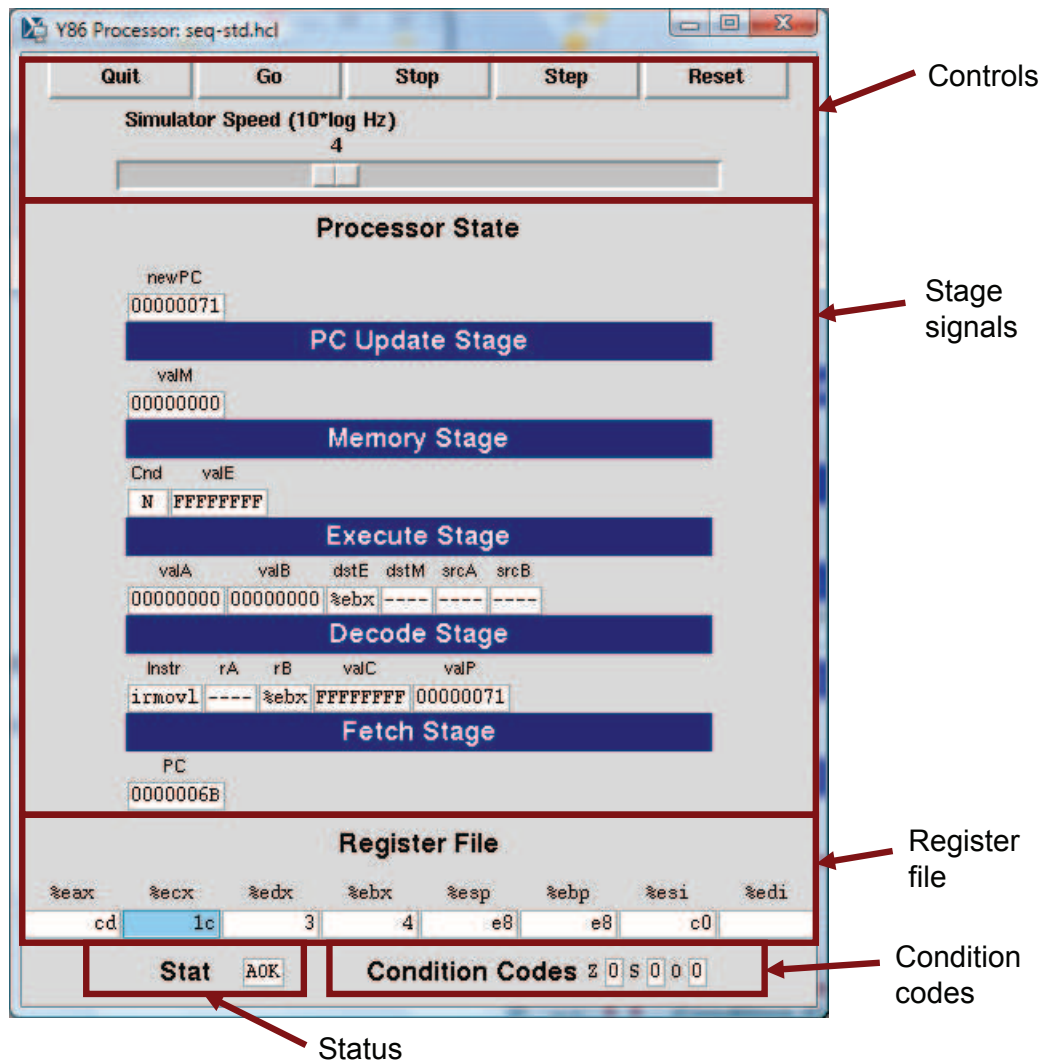 Y86 Processor: seq-std.hcl
Quit Go Stop Step Reset
Controls
Simulator Speed (10*log Hz)
4
Processor State
newPC
00000071
Stage
signals
PC Update Stage
valM
00000000
Memory Stage
Cnd valE
N FFFFFFFF
Execute Stage
valA valB dstE dstM srcA srcB
00000000 00000000 %ebx ---- ---- ----
Decode Stage
Instr rA rB valC valP
irmovl ---- %ebx FFFFFFFF 00000071
Fetch Stage
PC
0000006B
Register File
Register
file
%eax %ecx %edx %ebx %esp %ebp %esi %edi
cd 1c 3 4 e8 e8 c0
Stat AOK Condition Codes Z 0 S 0 O 0
Condition
codes
Status